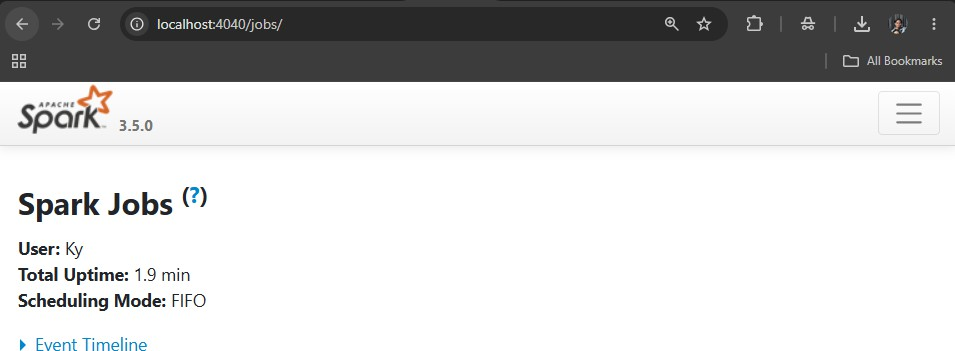 localhost:4040/jobs/
All Bookmarks
APACHE
Spark 3.5.0
Spark Jobs (?)
User: Ky
Total Uptime: 1.9 min
Scheduling Mode: FIFO
Event Timeline